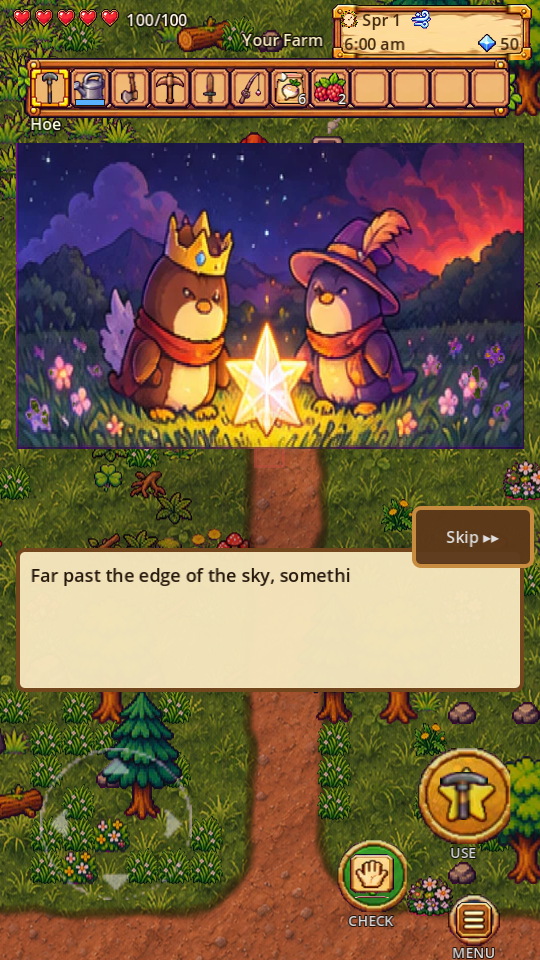 100/100
Spr 1
Your Farm
6:00 am
50
6
2
Hoe
Skip ▸▸
Far past the edge of the sky, somethi
USE
CHECK
MENU